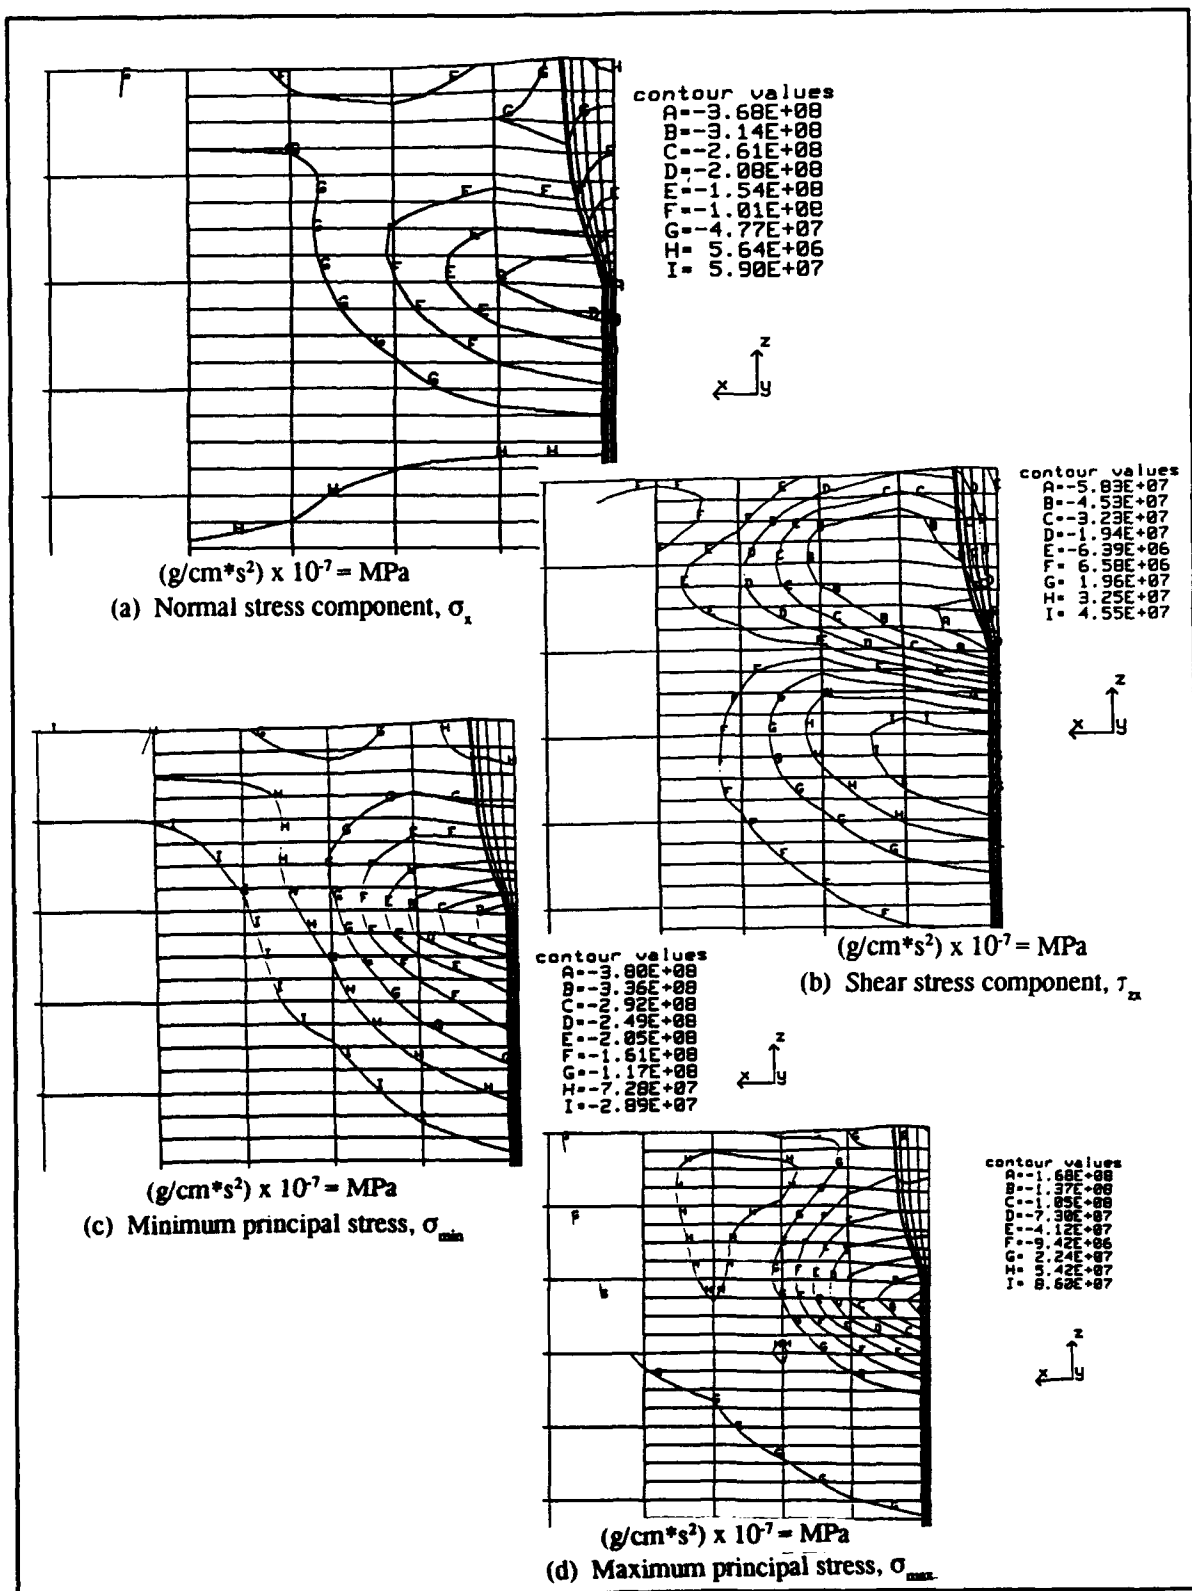 contour values
A=-3.68E+08
B=-3.14E+08
C=-2.61E+08
D=-2.08E+08
E=-1.54E+08
F=-1.01E+08
G=-4.77E+07
H= 5.64E+06
I= 5.90E+07
z
x
y
(g/cm*s²) x 10⁻⁷ = MPa
(a) Normal stress component, σₓ
contour values
A=-5.83E+07
B=-4.53E+07
C=-3.23E+07
D=-1.94E+07
E=-6.39E+06
F= 6.58E+06
G= 1.96E+07
H= 3.25E+07
I= 4.55E+07
z
x
y
(g/cm*s²) x 10⁻⁷ = MPa
(b) Shear stress component, τzx
contour values
A=-3.80E+08
B=-3.36E+08
C=-2.92E+08
D=-2.49E+08
E=-2.05E+08
F=-1.61E+08
G=-1.17E+08
H=-7.28E+07
I=-2.89E+07
z
x
y
(g/cm*s²) x 10⁻⁷ = MPa
(c) Minimum principal stress, σmin
contour values
A=-1.68E+08
B=-1.37E+08
C=-1.05E+08
D=-7.30E+07
E=-4.12E+07
F=-9.42E+06
G= 2.24E+07
H= 5.42E+07
I= 8.60E+07
z
x
y
(g/cm*s²) x 10⁻⁷ = MPa
(d) Maximum principal stress, σmax